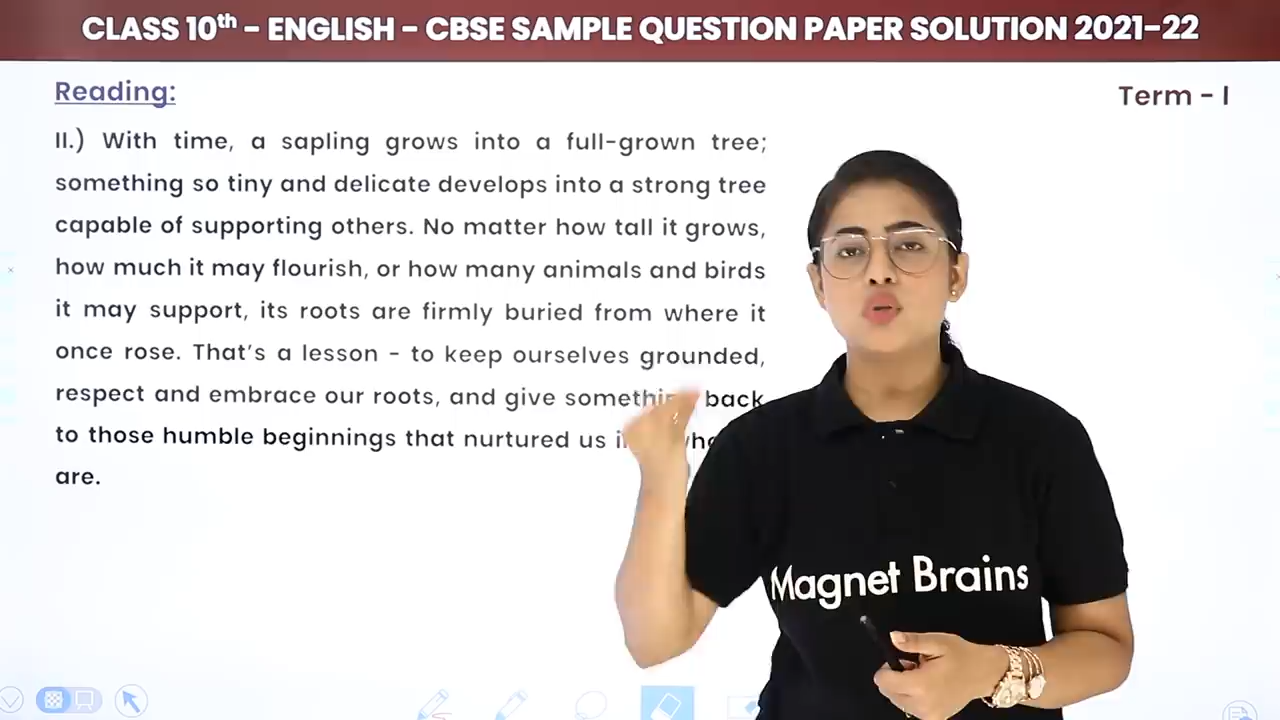 CLASS 10th - ENGLISH - CBSE SAMPLE QUESTION PAPER SOLUTION 2021-22
Reading:
Term - I
II.) With time, a sapling grows into a full-grown tree;
something so tiny and delicate develops into a strong tree
capable of supporting others. No matter how tall it grows,
how much it may flourish, or how many animals and birds
it may support, its roots are firmly buried from where it
once rose. That's a lesson - to keep ourselves grounded,
respect and embrace our roots, and give back
to those humble beginnings that nurtured us
are.
Magnet Brains